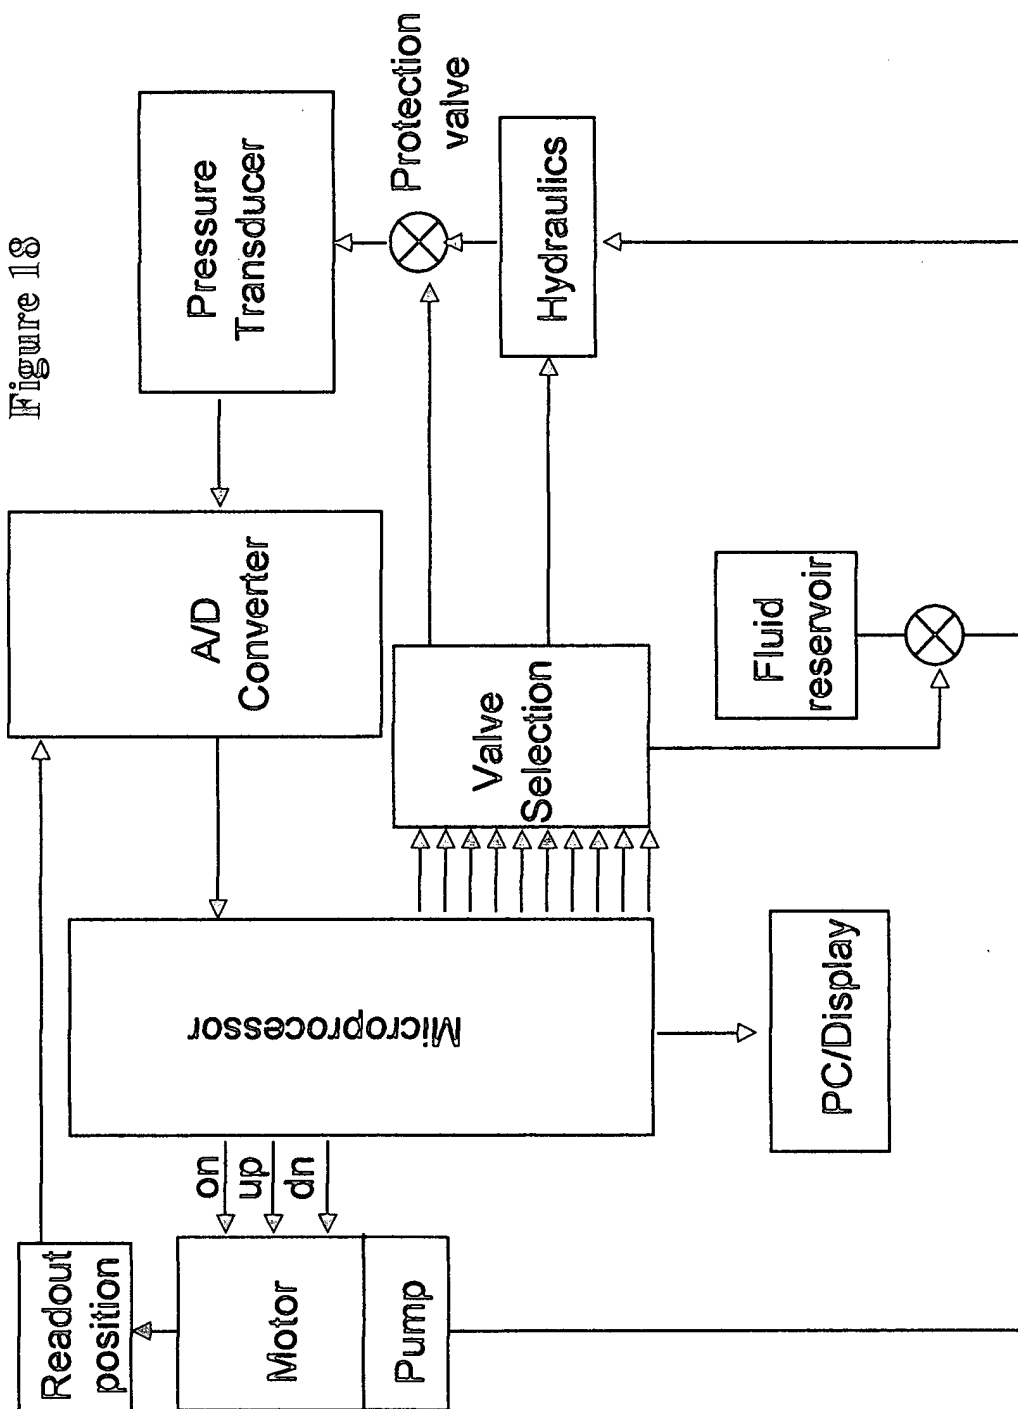 Figure 18
Readout
position
Motor
Pump
on
up
dn
Microprocessor
A/D
Converter
Pressure
Transducer
Protection
valve
Valve
Selection
Hydraulics
Fluid
reservoir
PC/Display